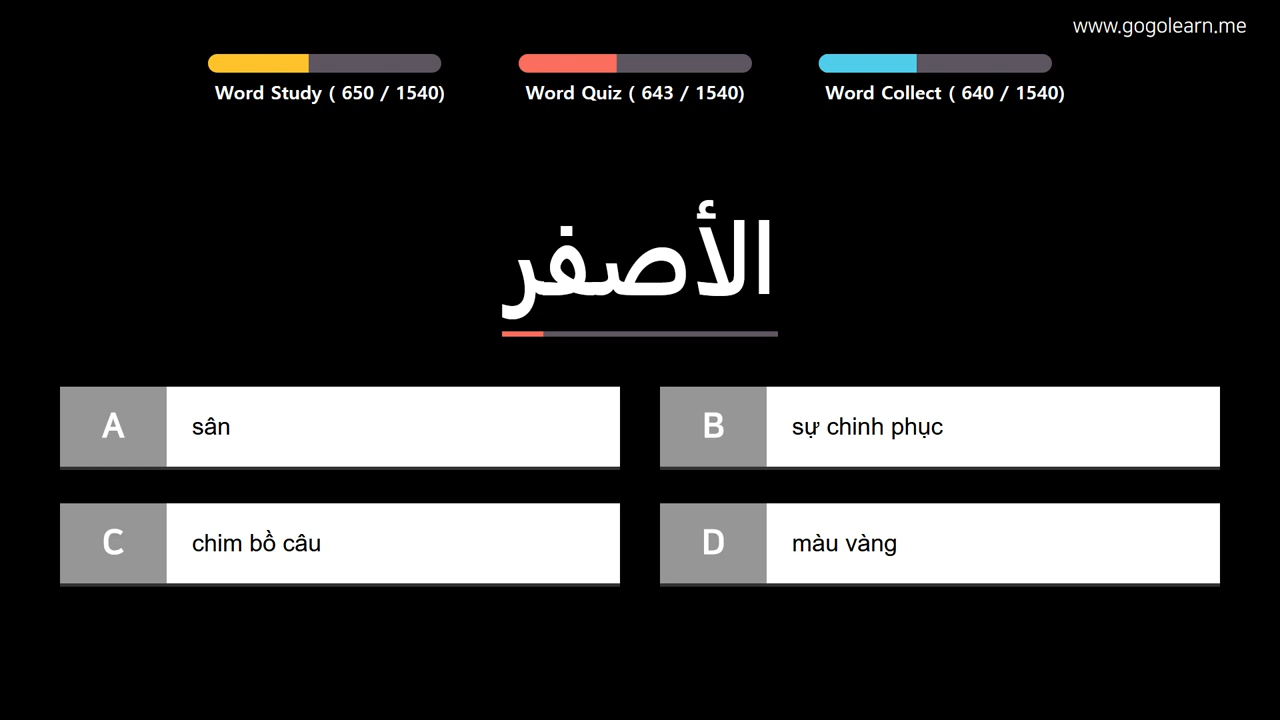 www.gogolearn.me
Word Study ( 650 / 1540)
Word Quiz ( 643 / 1540)
Word Collect ( 640 / 1540)
الأصفر
A
sân
B
sự chinh phục
C
chim bồ câu
D
màu vàng